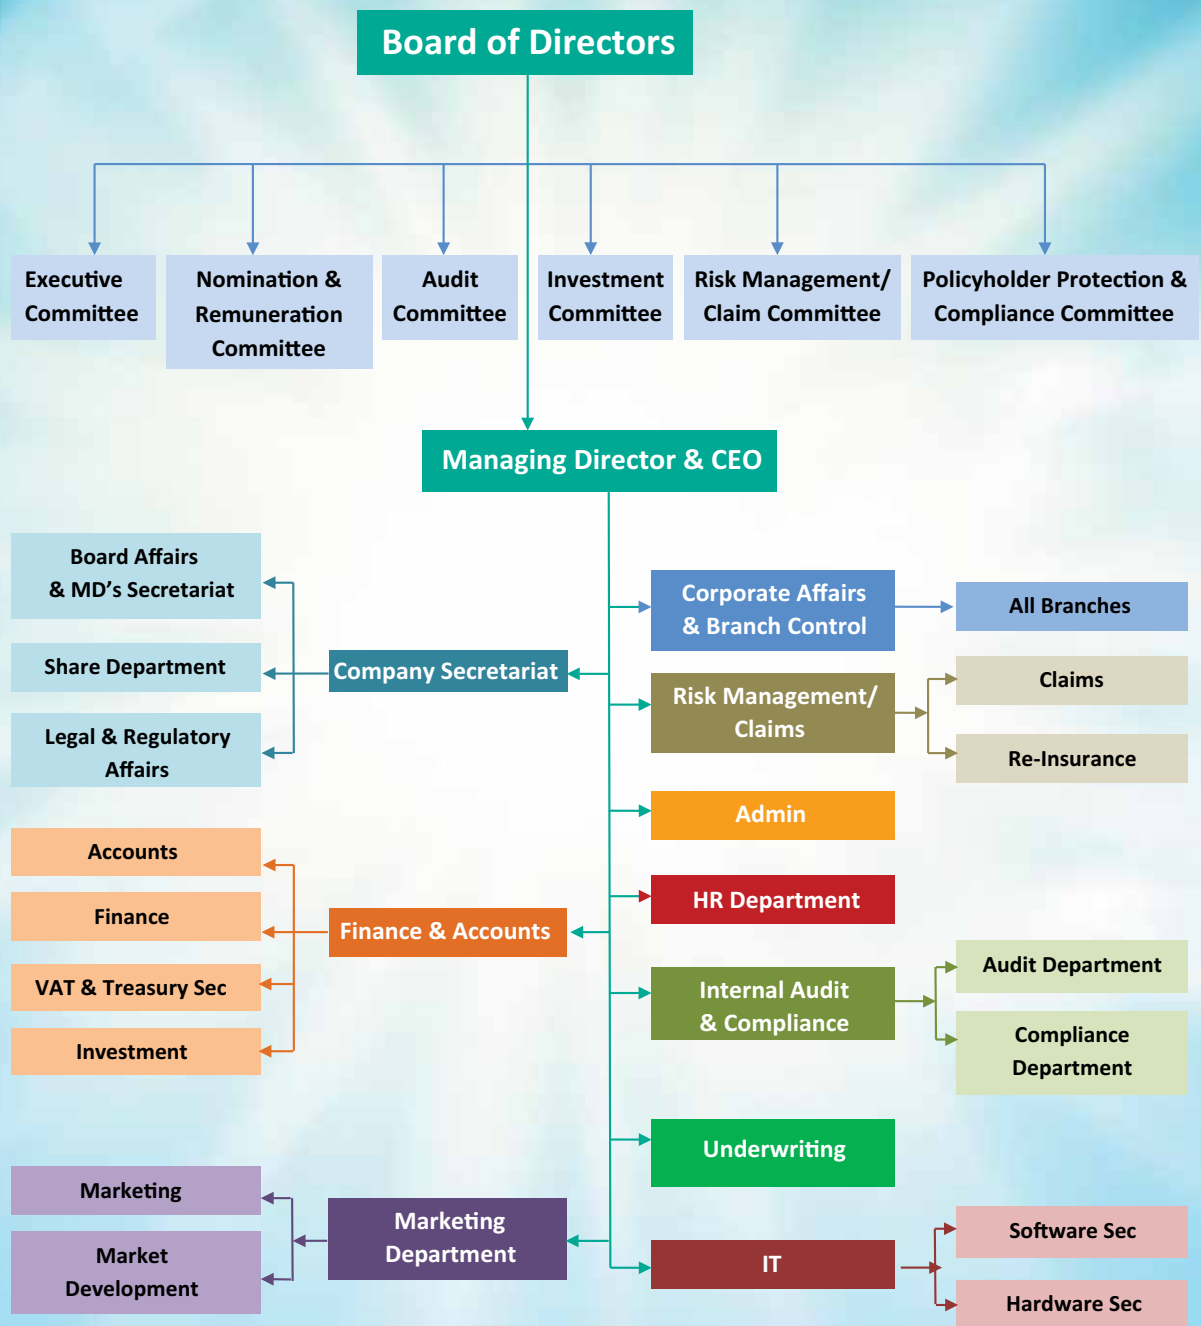 Board of Directors
Executive
Committee
Nomination &
Remuneration
Committee
Audit
Committee
Investment
Committee
Risk Management/
Claim Committee
Policyholder Protection &
Compliance Committee
Managing Director & CEO
Board Affairs
& MD's Secretariat
Share Department
Legal & Regulatory
Affairs
Company Secretariat
Corporate Affairs
& Branch Control
All Branches
Risk Management/
Claims
Claims
Re-Insurance
Admin
HR Department
Accounts
Finance
VAT & Treasury Sec
Investment
Finance & Accounts
Internal Audit
& Compliance
Audit Department
Compliance
Department
Underwriting
Marketing
Market
Development
Marketing
Department
IT
Software Sec
Hardware Sec